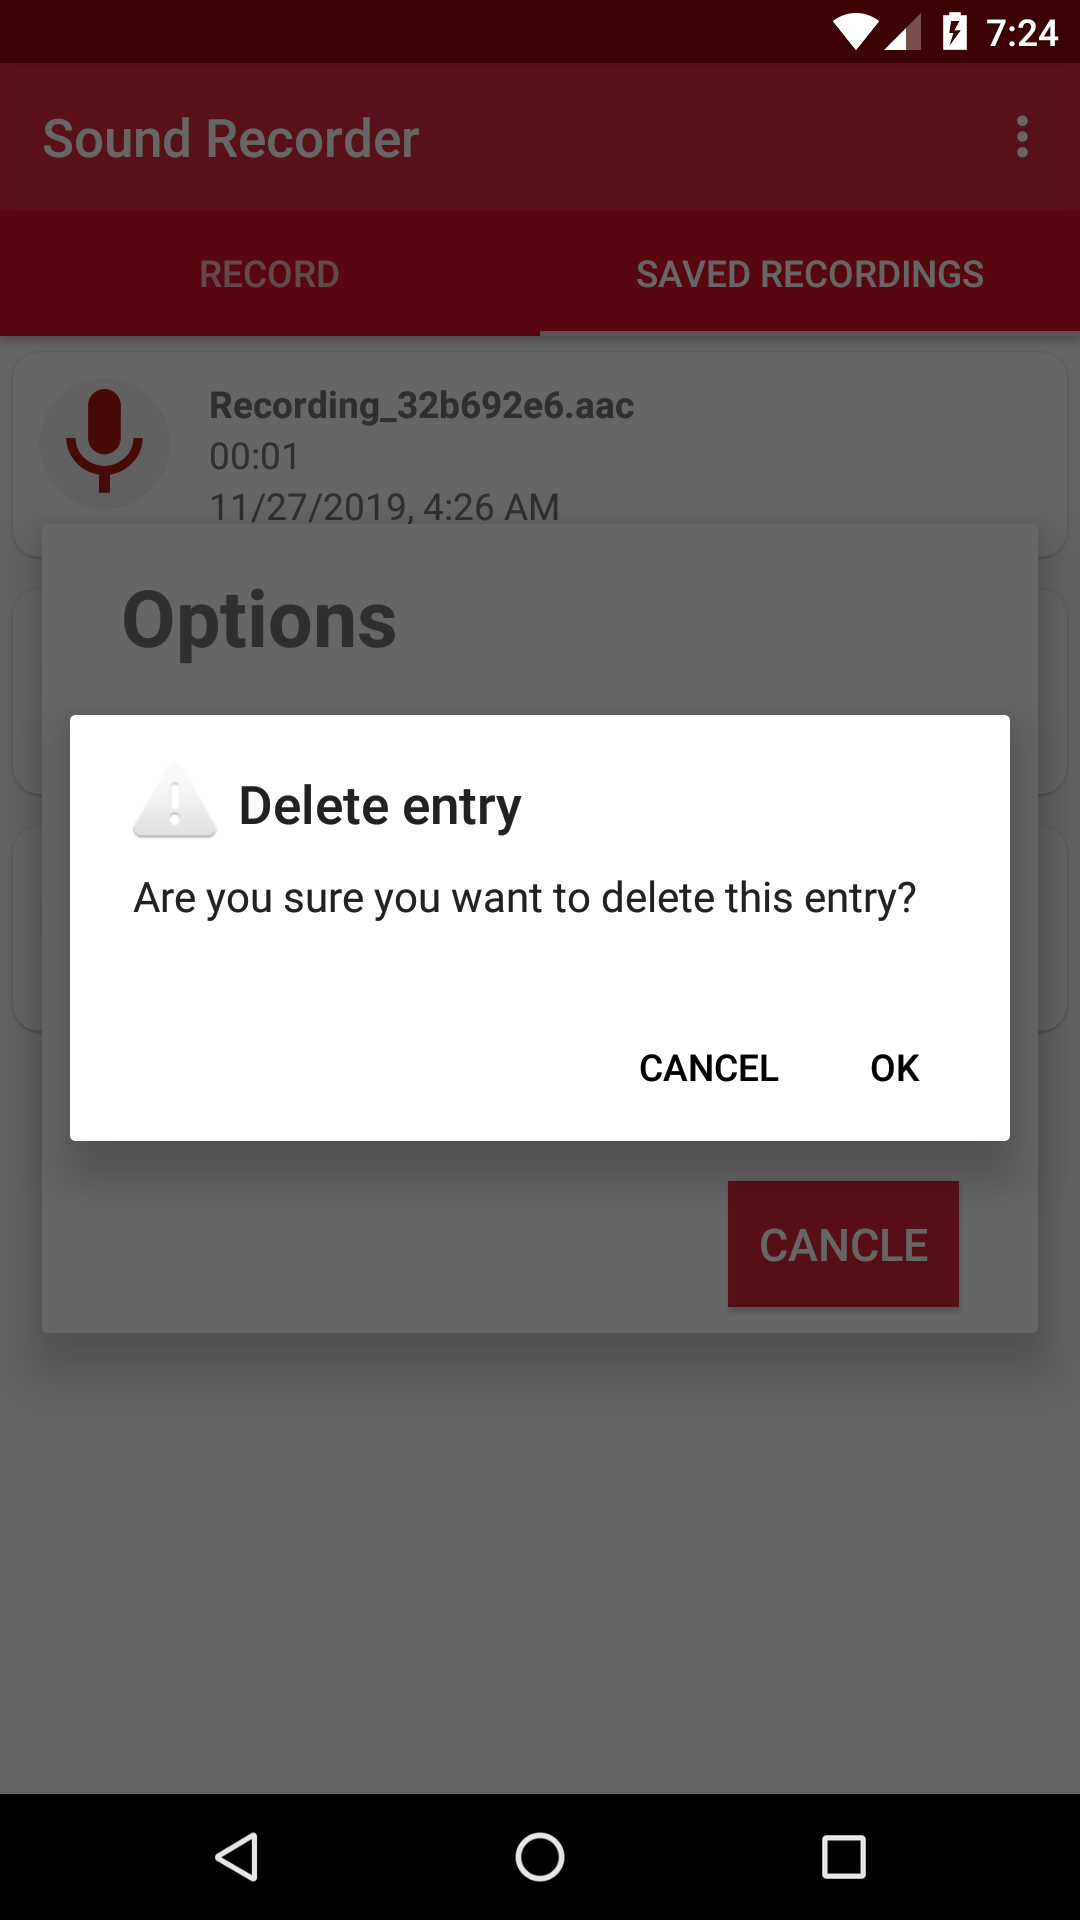 7:24
Sound Recorder
RECORD
SAVED RECORDINGS
Recording_32b692e6.aac
00:01
11/27/2019, 4:26 AM
Options
Delete entry
Are you sure you want to delete this entry?
CANCEL
OK
CANCLE